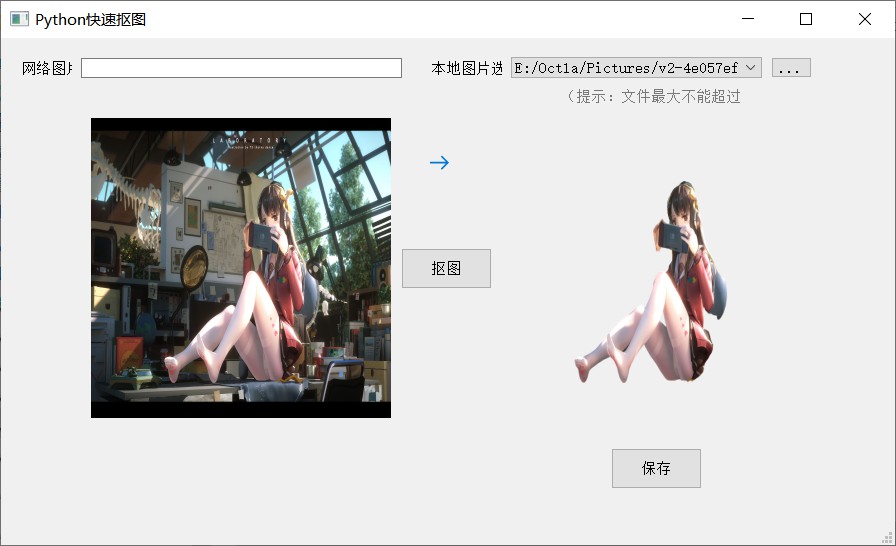 Python快速抠图
网络图片
本地图片选
E:/Oct1a/Pictures/v2-4e057ef
...
（提示：文件最大不能超过
LABORATORY
→
抠图
保存